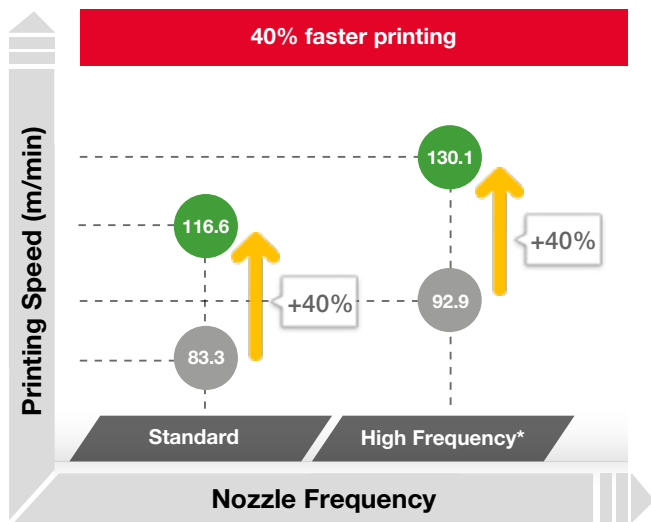 40% faster printing
Printing Speed (m/min)
130.1
116.6
+40%
+40%
92.9
83.3
Standard
High Frequency*
Nozzle Frequency